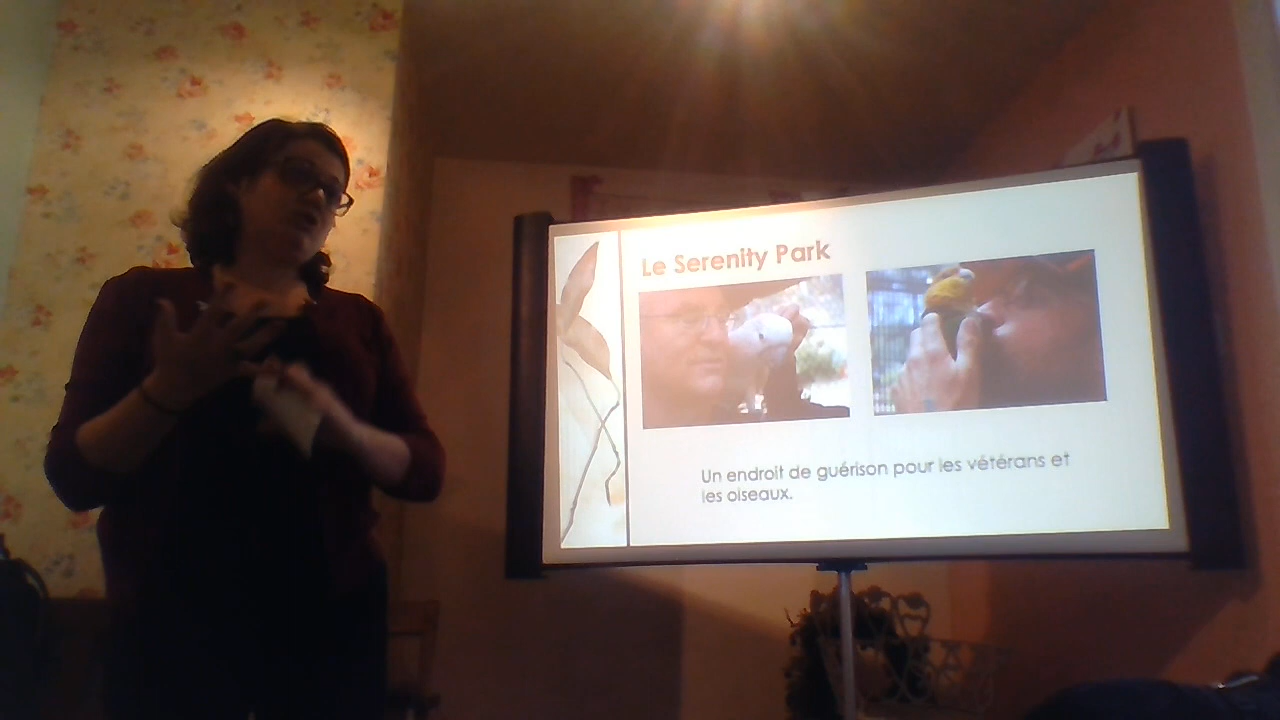 Le Serenity Park
Un endroit de guérison pour les vétérans et
les oiseaux.